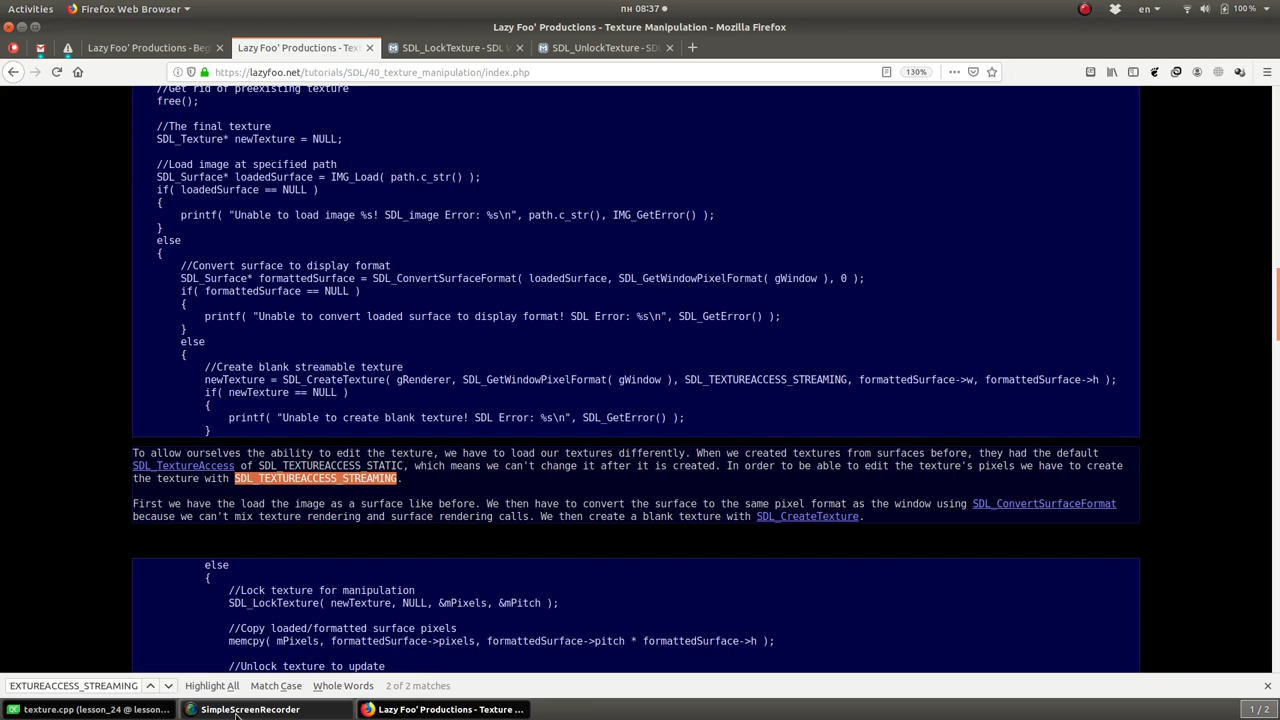 Activities Firefox Web Browser пн 08:37 en 100 %
Lazy Foo' Productions - Texture Manipulation - Mozilla Firefox
Lazy Foo' Productions - Beg Lazy Foo' Productions - Tex SDL_LockTexture - SDL W SDL_UnlockTexture - SDL
https://lazyfoo.net/tutorials/SDL/40_texture_manipulation/index.php 130%
//Get rid of preexisting texture
free();
//The final texture
SDL_Texture* newTexture = NULL;
//Load image at specified path
SDL_Surface* loadedSurface = IMG_Load( path.c_str() );
if( loadedSurface == NULL )
{
printf( "Unable to load image %s! SDL_image Error: %s\n", path.c_str(), IMG_GetError() );
}
else
{
//Convert surface to display format
SDL_Surface* formattedSurface = SDL_ConvertSurfaceFormat( loadedSurface, SDL_GetWindowPixelFormat( gWindow ), 0 );
if( formattedSurface == NULL )
{
printf( "Unable to convert loaded surface to display format! SDL Error: %s\n", SDL_GetError() );
}
else
{
//Create blank streamable texture
newTexture = SDL_CreateTexture( gRenderer, SDL_GetWindowPixelFormat( gWindow ), SDL_TEXTUREACCESS_STREAMING, formattedSurface->w, formattedSurface->h );
if( newTexture == NULL )
{
printf( "Unable to create blank texture! SDL Error: %s\n", SDL_GetError() );
}
To allow ourselves the ability to edit the texture, we have to load our textures differently. When we created textures from surfaces before, they had the default
SDL_TextureAccess of SDL_TEXTUREACCESS_STATIC, which means we can't change it after it is created. In order to be able to edit the texture's pixels we have to create
the texture with SDL_TEXTUREACCESS_STREAMING.
First we have the load the image as a surface like before. We then have to convert the surface to the same pixel format as the window using SDL_ConvertSurfaceFormat
because we can't mix texture rendering and surface rendering calls. We then create a blank texture with SDL_CreateTexture.
else
{
//Lock texture for manipulation
SDL_LockTexture( newTexture, NULL, &mPixels, &mPitch );
//Copy loaded/formatted surface pixels
memcpy( mPixels, formattedSurface->pixels, formattedSurface->pitch * formattedSurface->h );
//Unlock texture to update
EXTUREACCESS_STREAMING Highlight All Match Case Whole Words 2 of 2 matches
texture.cpp (lesson_24 @ lesson... SimpleScreenRecorder Lazy Foo' Productions - Texture ... 1 / 2